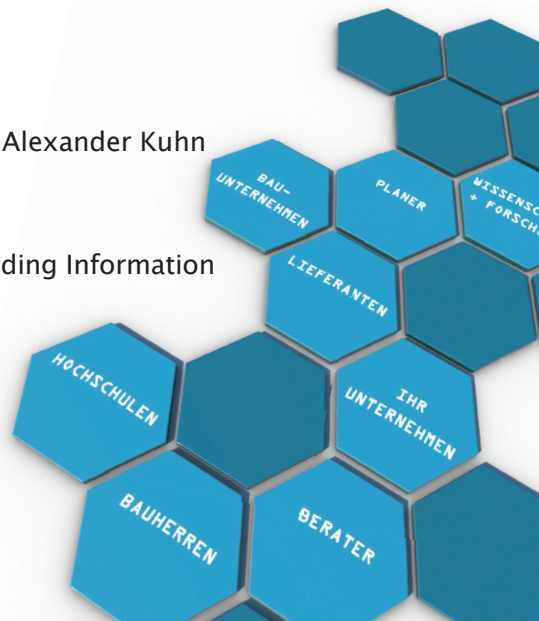 Alexander Kuhn
BAU-
UNTERNEHMEN
PLANER
+
ding Information
LIEFERANTEN
HOCHSCHULEN
IHR
UNTERNEHMEN
BAUHERREN
BERATER